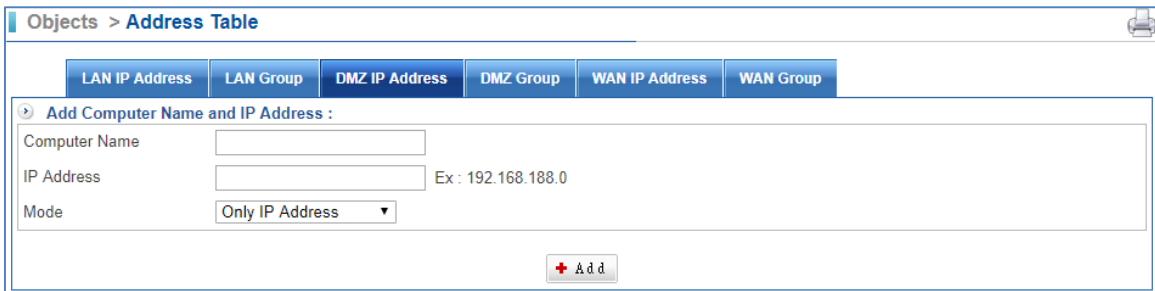 Objects > Address Table
LAN IP Address LAN Group DMZ IP Address DMZ Group WAN IP Address WAN Group
Add Computer Name and IP Address :
Computer Name
IP Address Ex : 192.168.188.0
Mode Only IP Address
Add